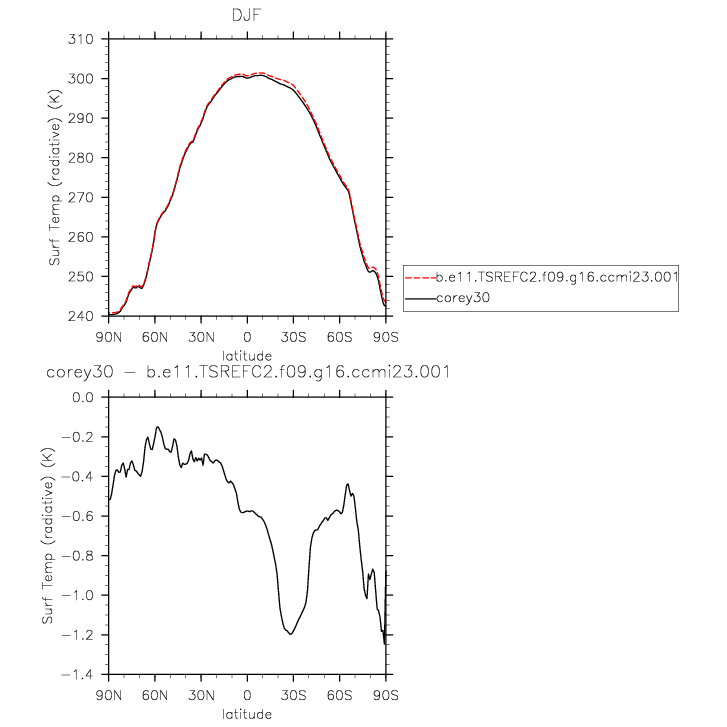 DJF
310
300
290
280
270
260
250
240
Surf Temp (radiative) (K)
90N 60N 30N 0 30S 60S 90S
latitude
b.e11.TSREFC2.f09.g16.ccmi23.001
corey30
corey30 − b.e11.TSREFC2.f09.g16.ccmi23.001
0.0
−0.2
−0.4
−0.6
−0.8
−1.0
−1.2
−1.4
Surf Temp (radiative) (K)
90N 60N 30N 0 30S 60S 90S
latitude